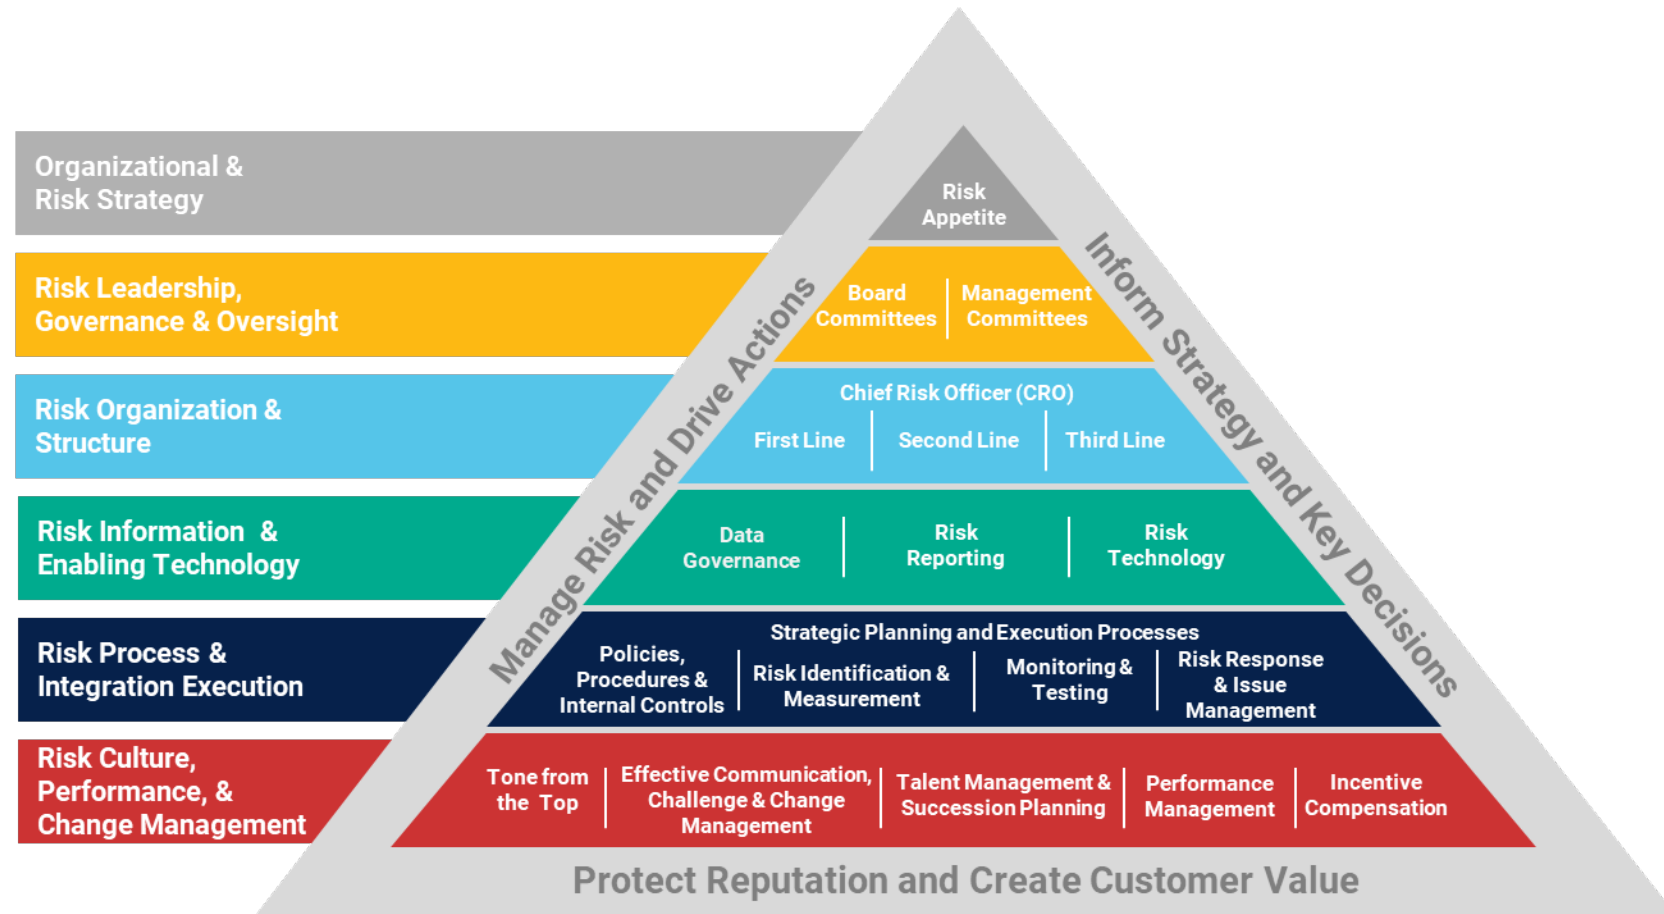 Organizational &
Risk Strategy
Risk
Appetite
Risk Leadership,
Governance & Oversight
Board
Committees
Management
Committees
Risk Organization &
Structure
Chief Risk Officer (CRO)
First Line
Second Line
Third Line
Risk Information &
Enabling Technology
Data
Governance
Risk
Reporting
Risk
Technology
Risk Process &
Integration Execution
Strategic Planning and Execution Processes
Policies,
Procedures &
Internal Controls
Risk Identification &
Measurement
Monitoring &
Testing
Risk Response
& Issue
Management
Risk Culture,
Performance, &
Change Management
Tone from
the Top
Effective Communication,
Challenge & Change
Management
Talent Management &
Succession Planning
Performance
Management
Incentive
Compensation
Manage Risk and Drive Actions
Inform Strategy and Key Decisions
Protect Reputation and Create Customer Value